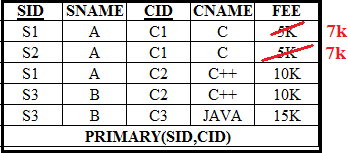 SID SNAME CID CNAME FEE
S1 A C1 C 5K 7k
S2 A C1 C 5K 7k
S1 A C2 C++ 10K
S3 B C2 C++ 10K
S3 B C3 JAVA 15K
PRIMARY(SID,CID)